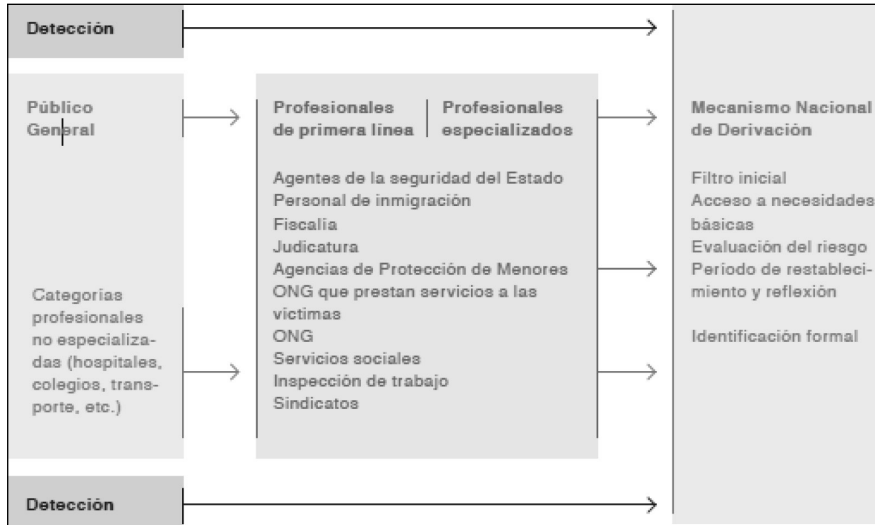 Detección
Público
General
Categorías
profesionales
no especializa-
das (hospitales,
colegios, trans-
porte, etc.)
Profesionales
de primera línea
Profesionales
especializados
Agentes de la seguridad del Estado
Personal de inmigración
Fiscalía
Judicatura
Agencias de Protección de Menores
ONG que prestan servicios a las
víctimas
ONG
Servicios sociales
Inspección de trabajo
Sindicatos
Mecanismo Nacional
de Derivación
Filtro inicial
Acceso a necesidades
básicas
Evaluación del riesgo
Período de restableci-
miento y reflexión
Identificación formal
Detección